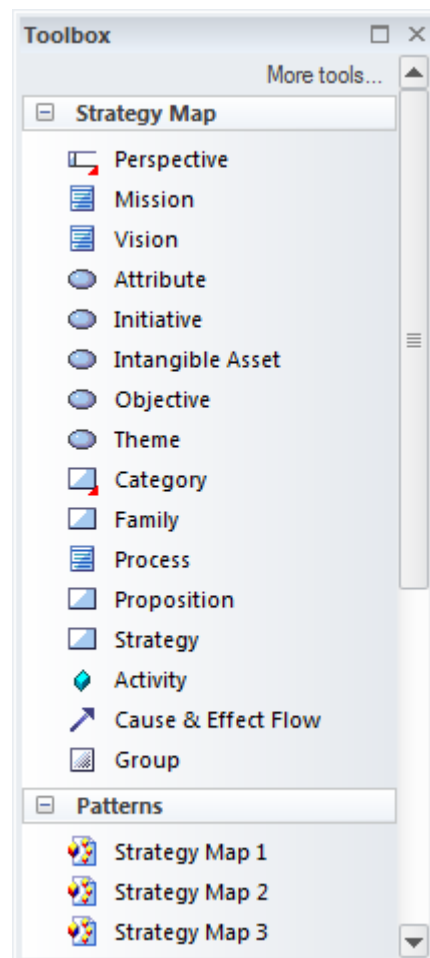 Toolbox
More tools...
Strategy Map
Perspective
Mission
Vision
Attribute
Initiative
Intangible Asset
Objective
Theme
Category
Family
Process
Proposition
Strategy
Activity
Cause & Effect Flow
Group
Patterns
Strategy Map 1
Strategy Map 2
Strategy Map 3